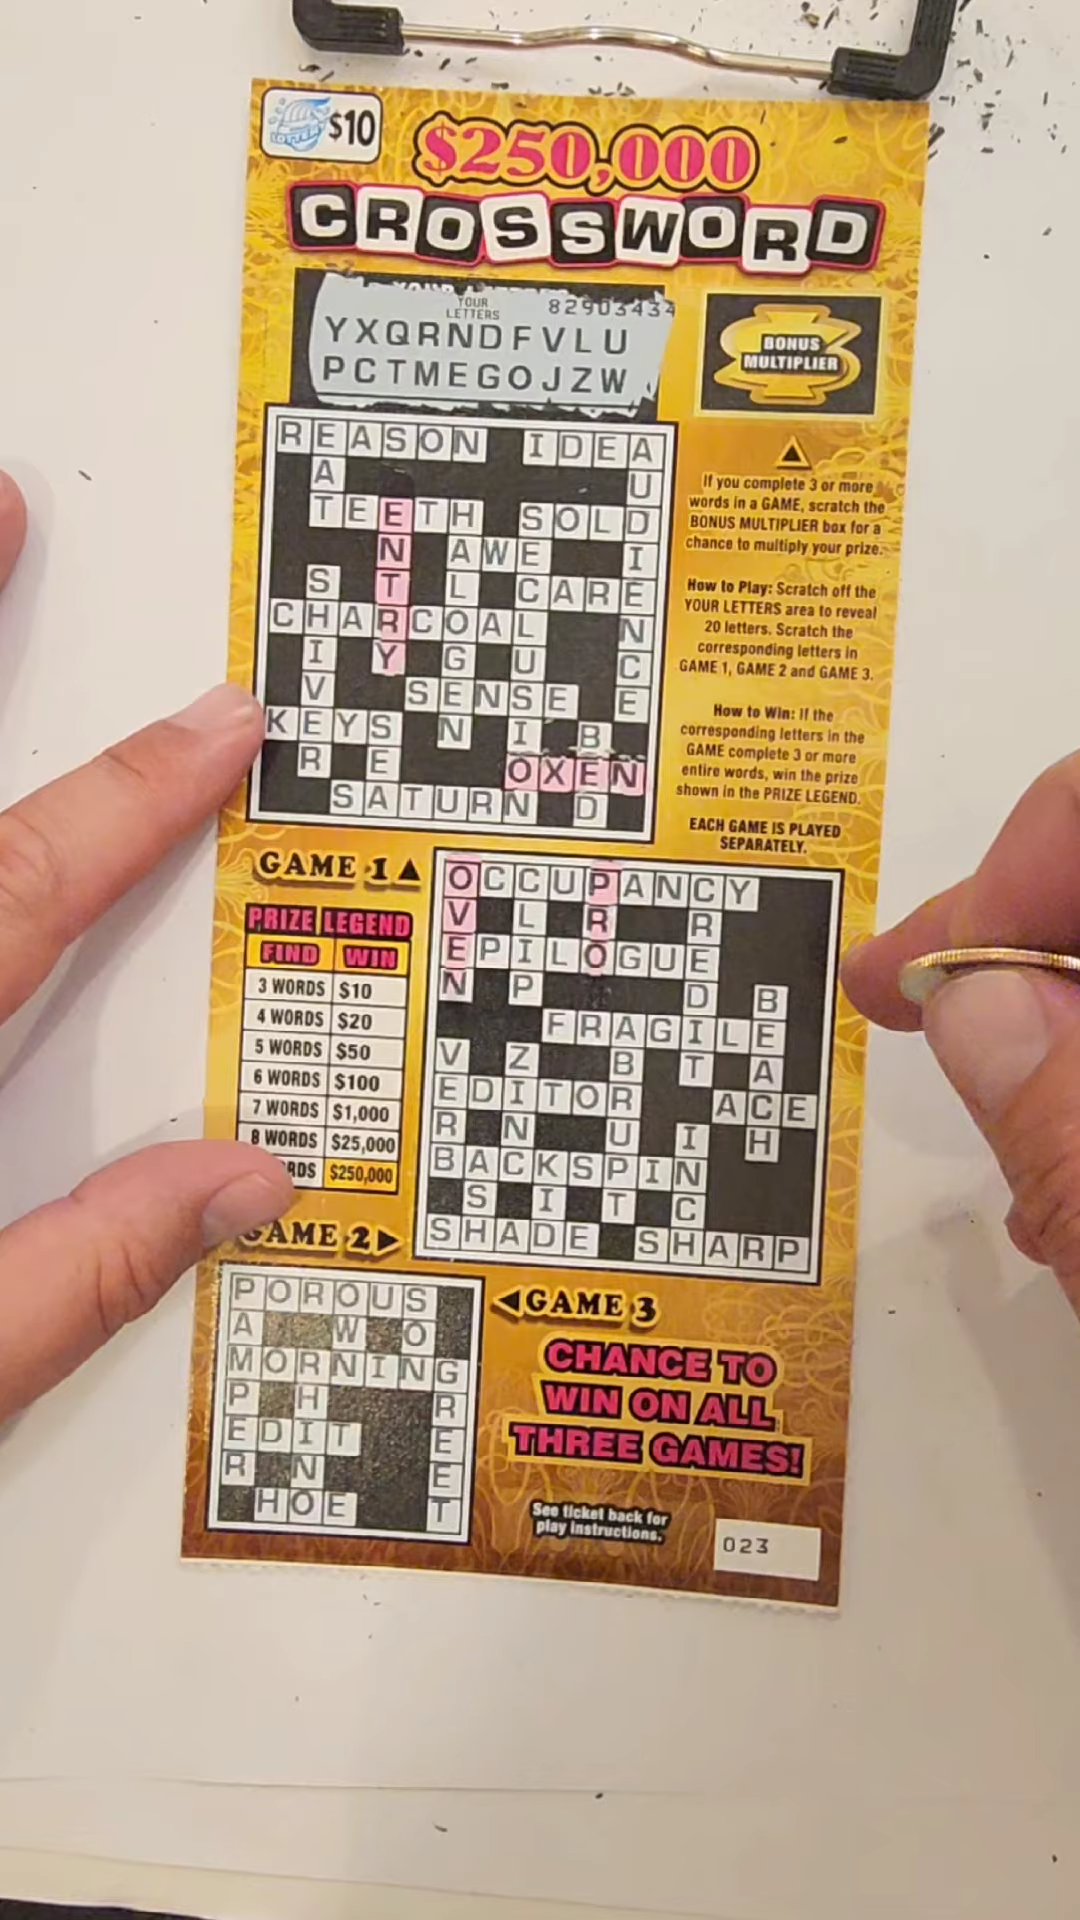 LOTTERY
$10
$250,000
CROSSWORD
YOUR
LETTERS
82903434
YXQRNDFVLU
PCTMEGOJZW
BONUS
MULTIPLIER
If you complete 3 or more
words in a GAME, scratch the
BONUS MULTIPLIER box for a
chance to multiply your prize.
How to Play: Scratch off the
YOUR LETTERS area to reveal
20 letters. Scratch the
corresponding letters in
GAME 1, GAME 2 and GAME 3.
How to Win: If the
corresponding letters in the
GAME complete 3 or more
entire words, win the prize
shown in the PRIZE LEGEND.
EACH GAME IS PLAYED
SEPARATELY.
REASON IDEA
A U
TEETH SOLD
N AWE I
S T L CARE
CHARCOAL N
I Y G U C
V SENSE E
KEYS N I B
R E OXEN
SATURN D
GAME 1
PRIZE LEGEND
FIND WIN
3 WORDS $10
4 WORDS $20
5 WORDS $50
6 WORDS $100
7 WORDS $1,000
8 WORDS $25,000
RDS $250,000
GAME 2
OCCUPANCY
V L R R
EPILOGUE
N P D B
FRAGILE
V Z B T A
EDITOR ACE
R N U I H
BACKSPIN
S I T C
SHADE SHARP
POROUS
A W O
MORNING
P H R
EDIT E
R N E
HOE T
GAME 3
CHANCE TO
WIN ON ALL
THREE GAMES!
See ticket back for
play instructions.
023